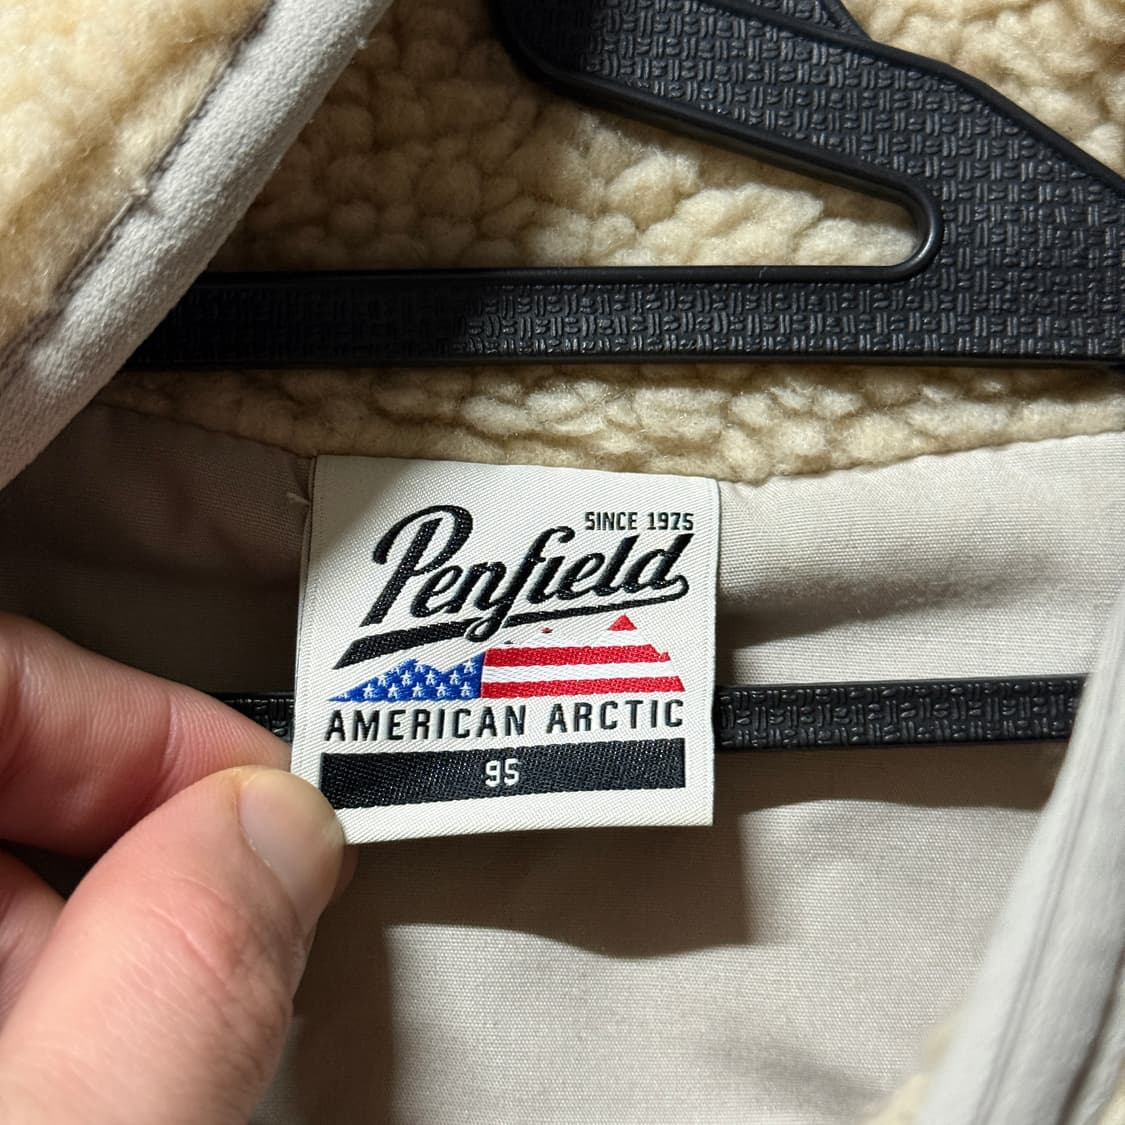 SINCE 1975
Penfield
AMERICAN ARCTIC
95